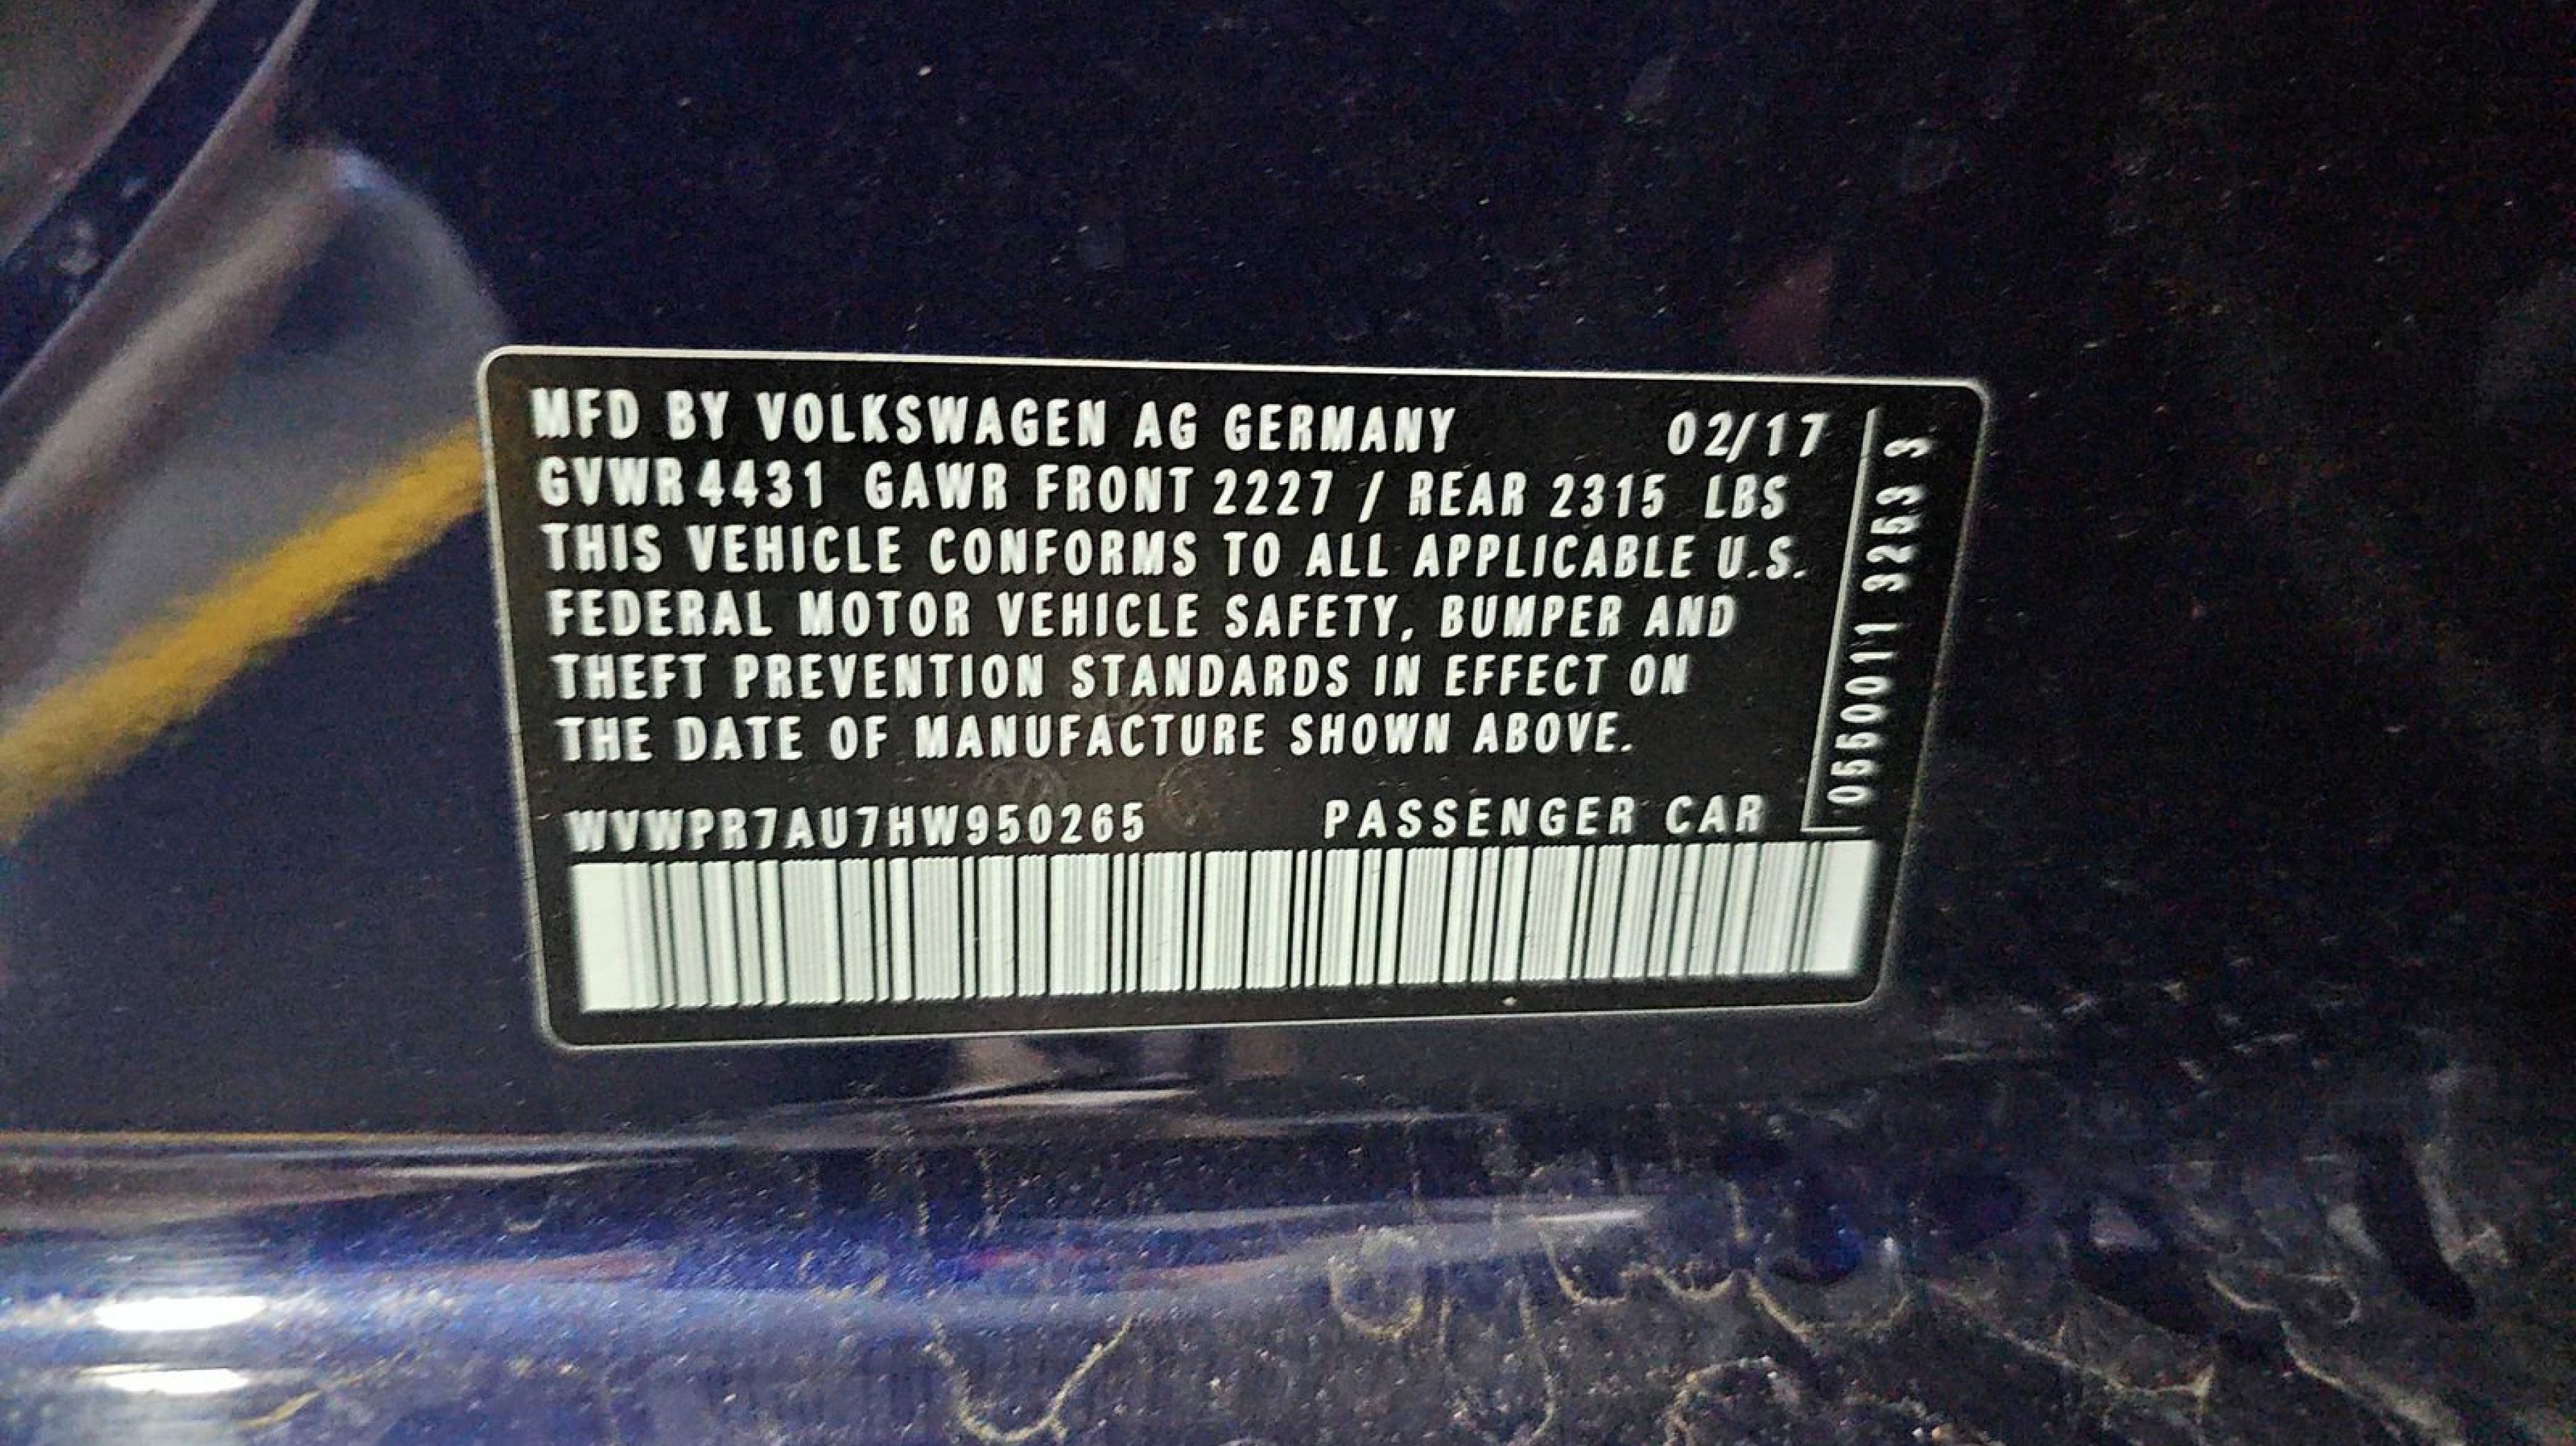 MFD BY VOLKSWAGEN AG GERMANY 02/17
GVWR 4431 GAWR FRONT 2227 / REAR 2315 LBS
THIS VEHICLE CONFORMS TO ALL APPLICABLE U.S.
FEDERAL MOTOR VEHICLE SAFETY, BUMPER AND
THEFT PREVENTION STANDARDS IN EFFECT ON
THE DATE OF MANUFACTURE SHOWN ABOVE.
WVWPR7AU7HW950265 PASSENGER CAR
0550011 3253 3